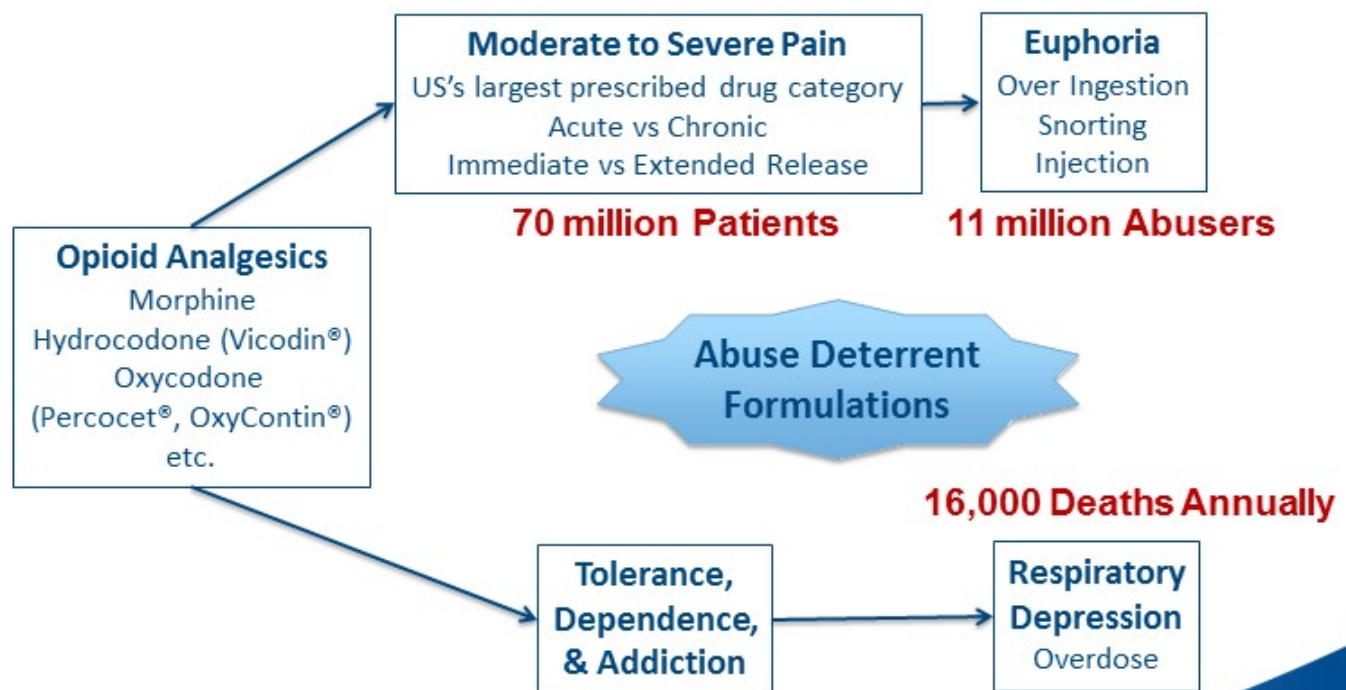 Moderate to Severe Pain
US's largest prescribed drug category
Acute vs Chronic
Immediate vs Extended Release
Euphoria
Over Ingestion
Snorting
Injection
70 million Patients
11 million Abusers
Opioid Analgesics
Morphine
Hydrocodone (Vicodin®)
Oxycodone
(Percocet®, OxyContin®)
etc.
Abuse Deterrent
Formulations
16,000 Deaths Annually
Tolerance,
Dependence,
& Addiction
Respiratory
Depression
Overdose